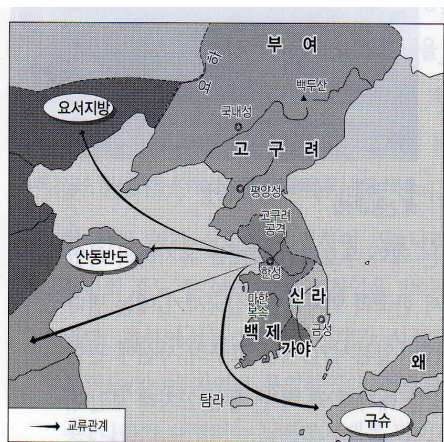 부여
요하
요서지방
백두산
국내성
고구려
평양성
고구려
공격
산동반도
한성
마한
복속
신라
백제
금성
가야
왜
탐라
규슈
교류관계